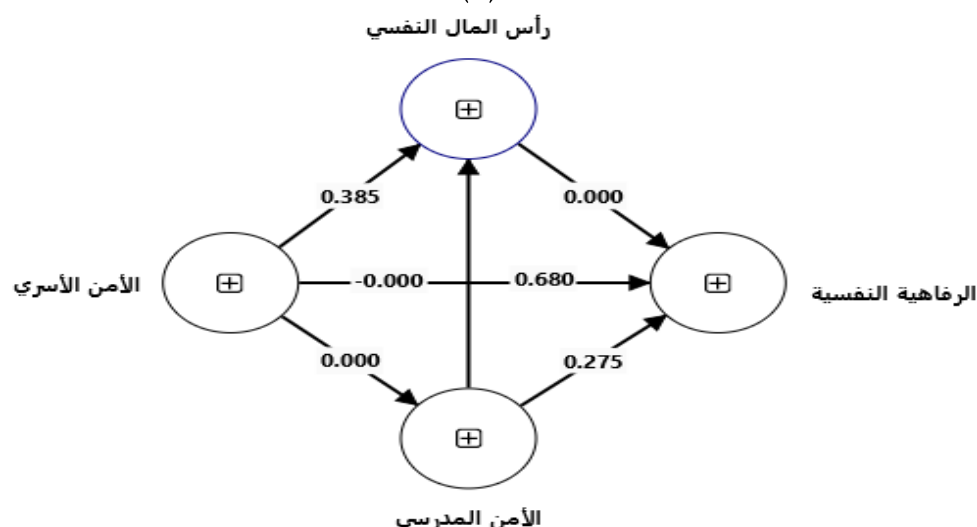 رأس المال النفسي
0.385
0.000
الأمن الأسري
-0.000
0.680
الرفاهية النفسية
0.000
0.275
الأمن المدرسي